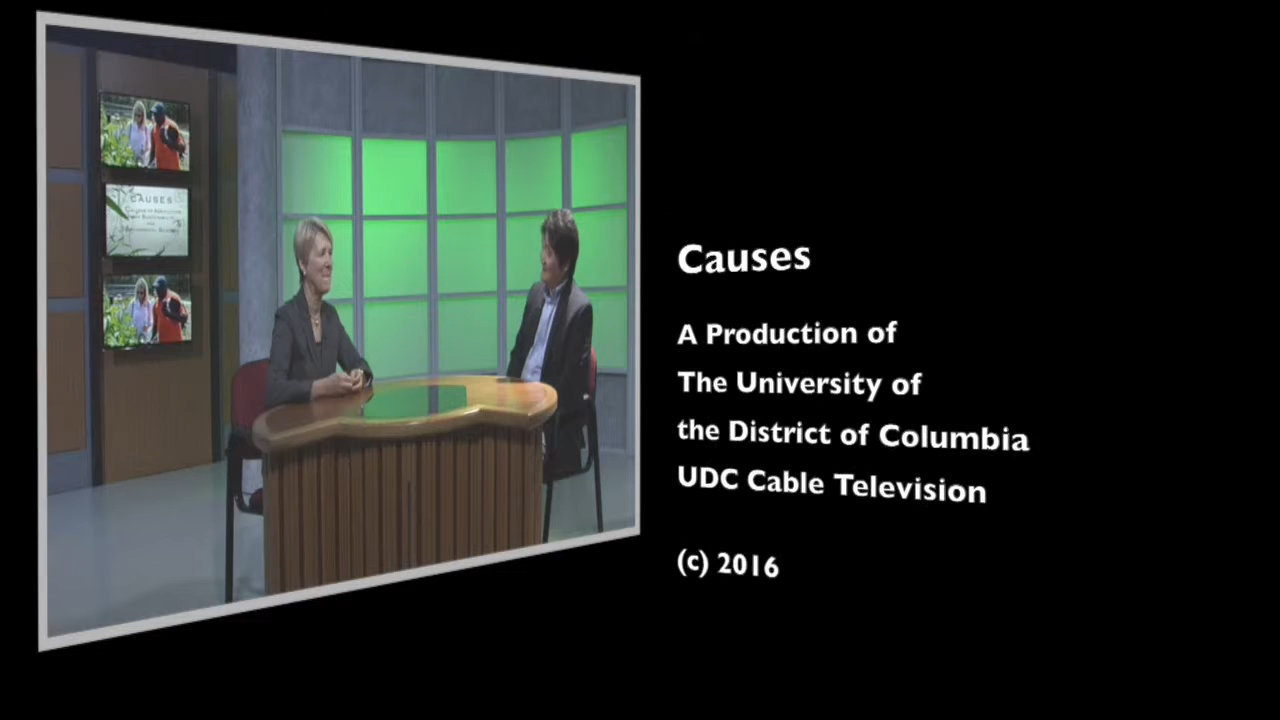 CAUSES
Causes
A Production of
The University of
the District of Columbia
UDC Cable Television
(c) 2016